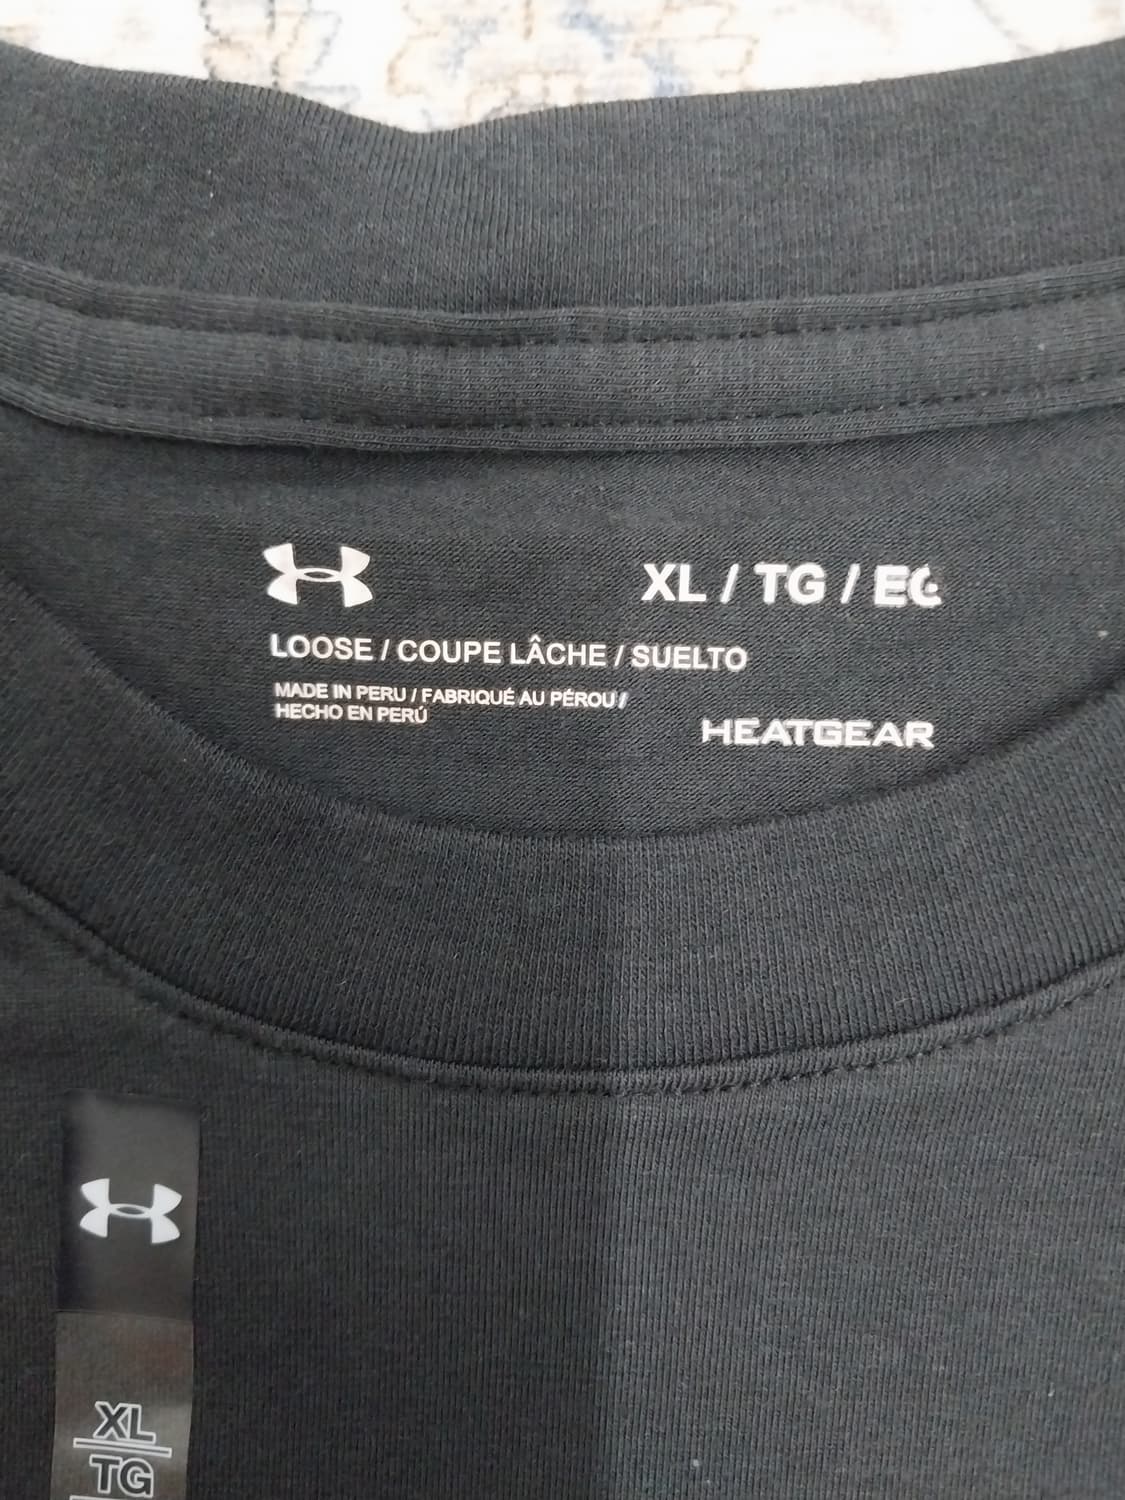 XL / TG / EG
LOOSE / COUPE LÂCHE / SUELTO
MADE IN PERU / FABRIQUÉ AU PÉROU /
HECHO EN PERÚ
HEATGEAR
XL
TG